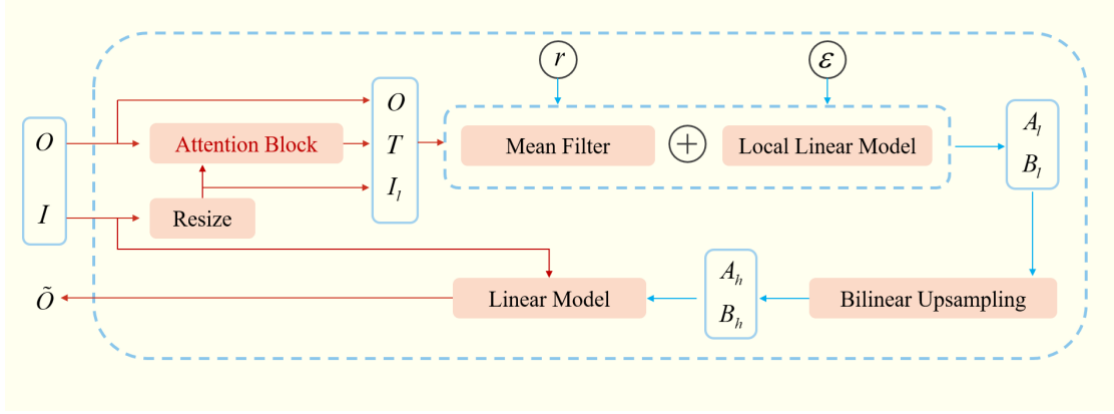 r
ε
O
I
Attention Block
Resize
O
T
I_l
Mean Filter
+
Local Linear Model
A_l
B_l
Õ
Linear Model
A_h
B_h
Bilinear Upsampling